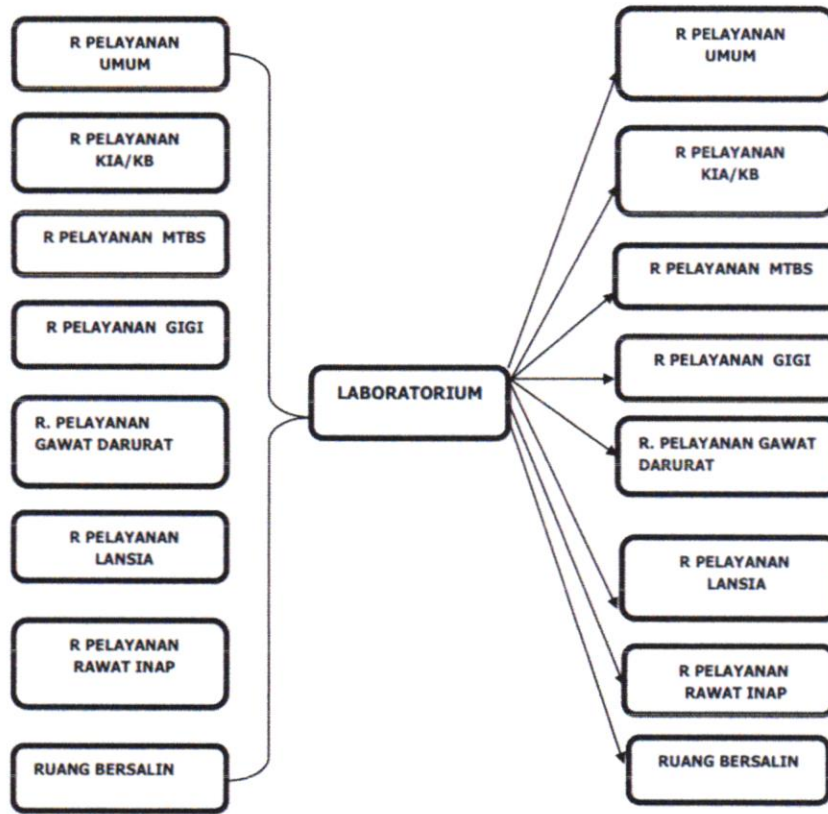 R PELAYANAN
UMUM
R PELAYANAN
KIA/KB
R PELAYANAN MTBS
R PELAYANAN GIGI
R. PELAYANAN
GAWAT DARURAT
R PELAYANAN
LANSIA
R PELAYANAN
RAWAT INAP
RUANG BERSALIN
LABORATORIUM
R PELAYANAN
UMUM
R PELAYANAN
KIA/KB
R PELAYANAN MTBS
R PELAYANAN GIGI
R. PELAYANAN GAWAT
DARURAT
R PELAYANAN
LANSIA
R PELAYANAN
RAWAT INAP
RUANG BERSALIN